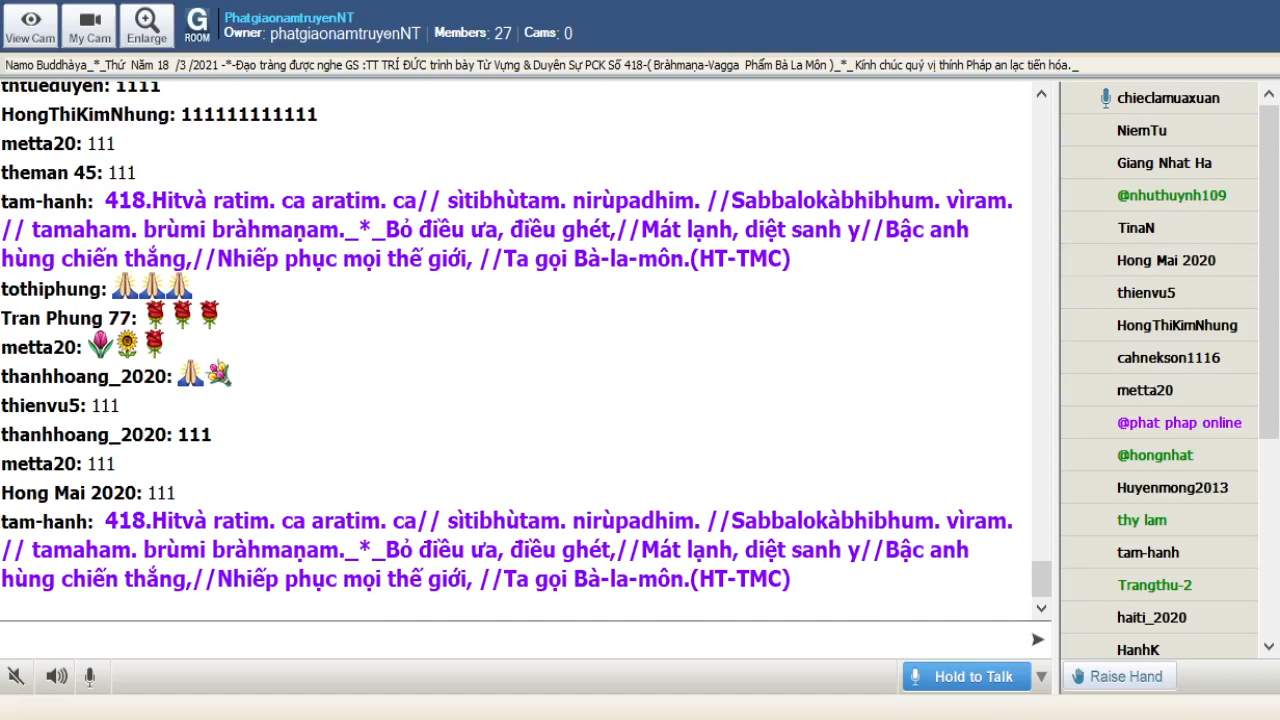 View Cam
My Cam
Enlarge
G
ROOM
PhatgiaonamtruyenNT
Owner: phatgiaonamtruyenNT | Members: 27 | Cams: 0
Namo Buddhàya_*_Thứ Năm 18 /3 /2021 -*-Đạo tràng được nghe GS :TT TRÍ ĐỨC trình bày Từ Vựng & Duyên Sự PCK Số 418-( Bràhmaṇa-Vagga Phẩm Bà La Môn )_*_Kính chúc quý vị thính Pháp an lạc tiến hóa._
thtueduyen: 1111
HongThiKimNhung: 111111111111
metta20: 111
theman 45: 111
tam-hanh: 418.Hitvà ratim. ca aratim. ca// sìtibhùtam. nirùpadhim. //Sabbalokàbhibhum. vìram.
// tamaham. brùmi bràhmaṇam._*_Bỏ điều ưa, điều ghét,//Mát lạnh, diệt sanh y//Bậc anh
hùng chiến thắng,//Nhiếp phục mọi thế giới, //Ta gọi Bà-la-môn.(HT-TMC)
tothiphung:
Tran Phung 77:
metta20:
thanhhoang_2020:
thienvu5: 111
thanhhoang_2020: 111
metta20: 111
Hong Mai 2020: 111
tam-hanh: 418.Hitvà ratim. ca aratim. ca// sìtibhùtam. nirùpadhim. //Sabbalokàbhibhum. vìram.
// tamaham. brùmi bràhmaṇam._*_Bỏ điều ưa, điều ghét,//Mát lạnh, diệt sanh y//Bậc anh
hùng chiến thắng,//Nhiếp phục mọi thế giới, //Ta gọi Bà-la-môn.(HT-TMC)
chieclamuaxuan
NiemTu
Giang Nhat Ha
@nhuthuynh109
TinaN
Hong Mai 2020
thienvu5
HongThiKimNhung
cahnekson1116
metta20
@phat phap online
@hongnhat
Huyenmong2013
thy lam
tam-hanh
Trangthu-2
haiti_2020
HanhK
Hold to Talk
Raise Hand